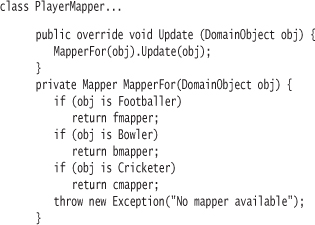 class PlayerMapper...
public override void Update (DomainObject obj) {
MapperFor(obj).Update(obj);
}
private Mapper MapperFor(DomainObject obj) {
if (obj is Footballer)
return fmapper;
if (obj is Bowler)
return bmapper;
if (obj is Cricketer)
return cmapper;
throw new Exception("No mapper available");
}